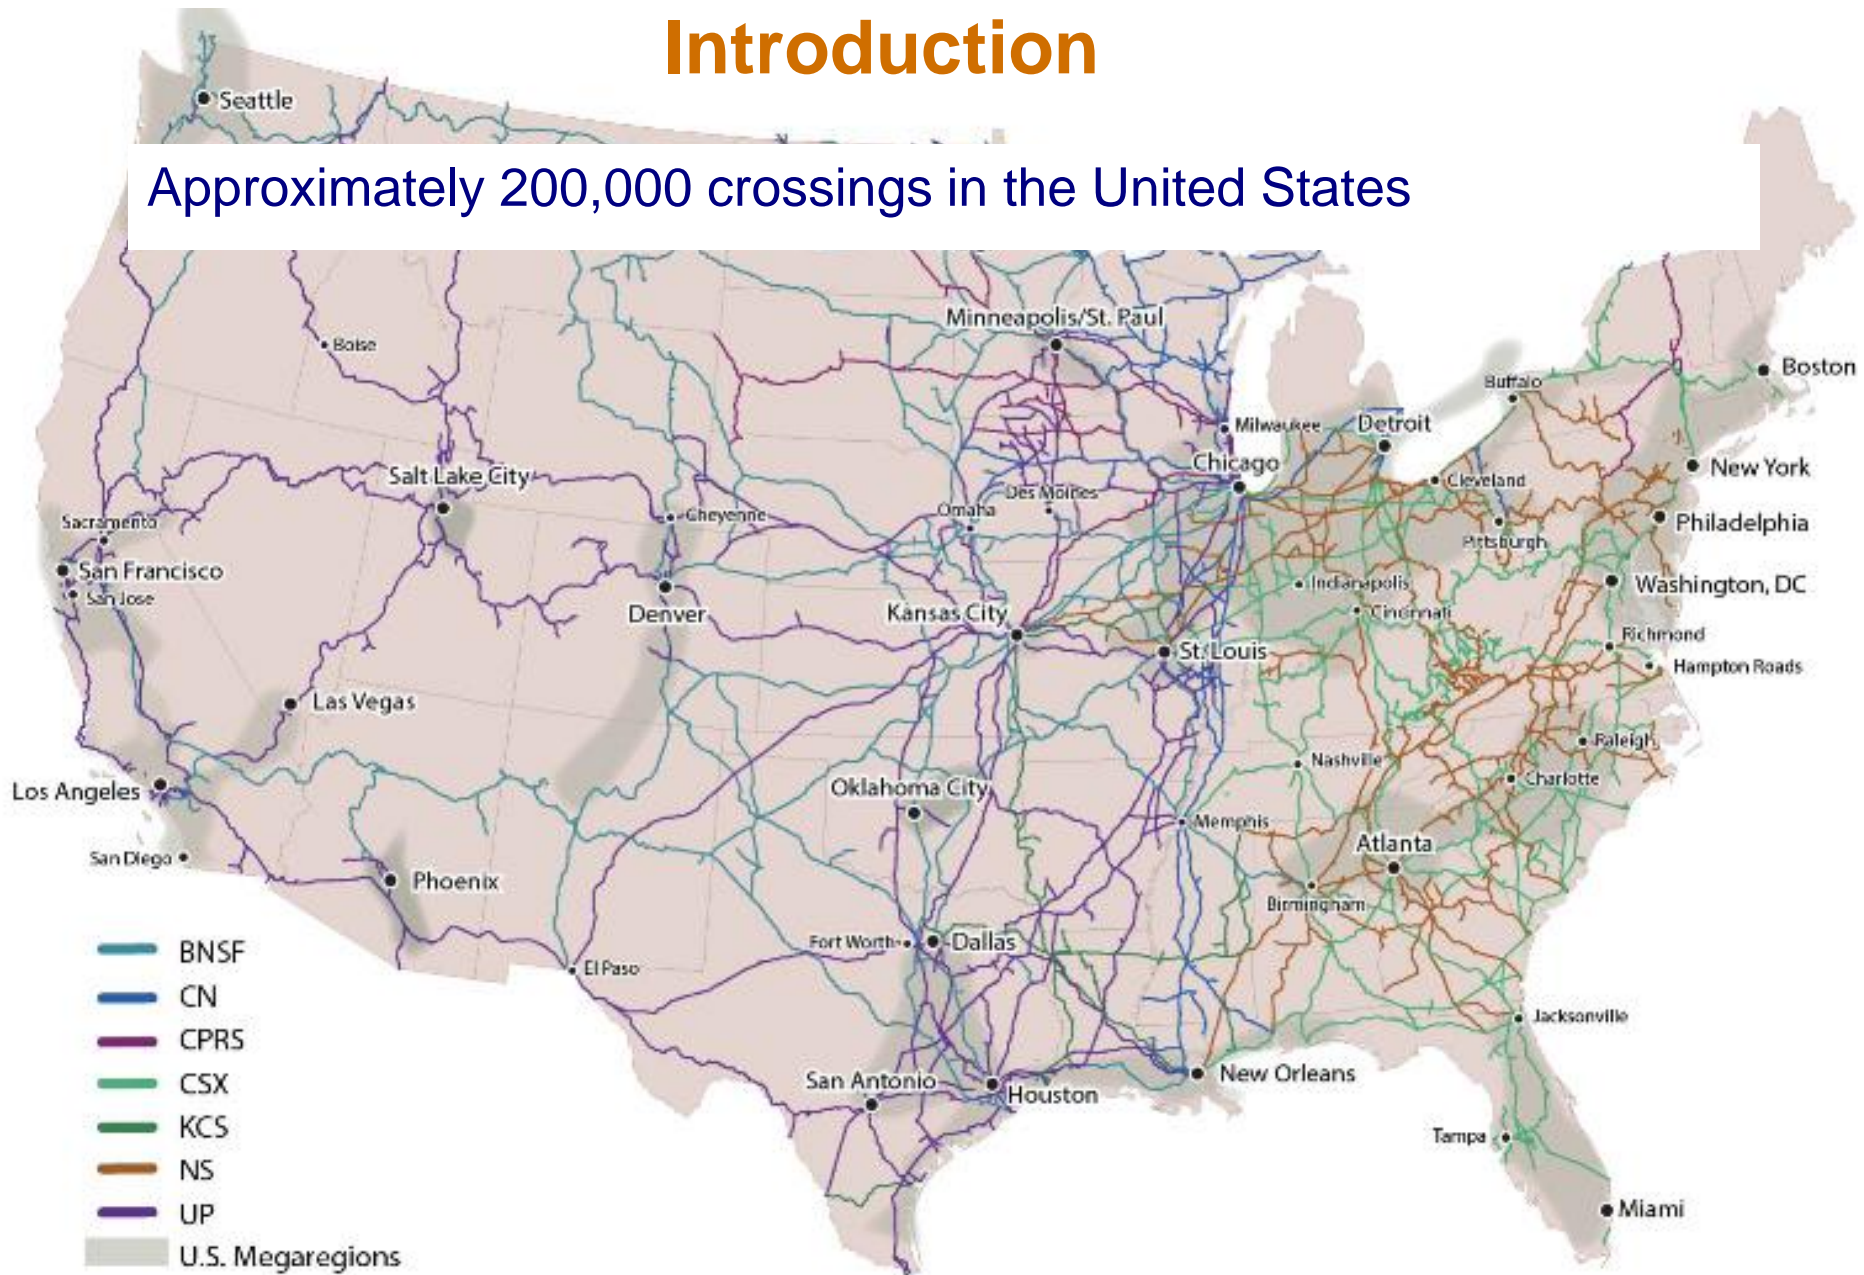 Introduction
Seattle
Approximately 200,000 crossings in the United States
Minneapolis/St. Paul
Boise
Boston
Buffalo
Milwaukee
Detroit
Chicago
New York
Salt Lake City
Cleveland
Des Moines
Omaha
Cheyenne
Sacramento
Philadelphia
Pittsburgh
San Francisco
Indianapolis
Washington, DC
San Jose
Denver
Kansas City
Cincinnati
Richmond
St. Louis
Hampton Roads
Las Vegas
Raleigh
Nashville
Charlotte
Los Angeles
Oklahoma City
Memphis
Atlanta
San Diego
Phoenix
Birmingham
Fort Worth
Dallas
BNSF
El Paso
CN
Jacksonville
CPRS
New Orleans
San Antonio
CSX
Houston
KCS
Tampa
NS
UP
Miami
U.S. Megaregions